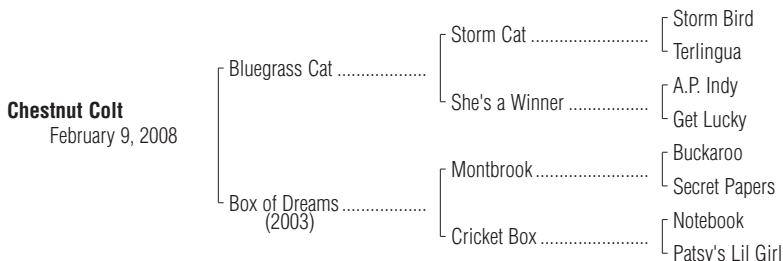 Storm Bird
Storm Cat ................................
Bluegrass Cat ...................
Terlingua
A.P. Indy
She's a Winner .....................
Get Lucky
Chestnut Colt
February 9, 2008
Buckaroo
Montbrook ..............................
Secret Papers
Box of Dreams ..................
(2003)
Notebook
Cricket Box .............................
Patsy's Lil Girl